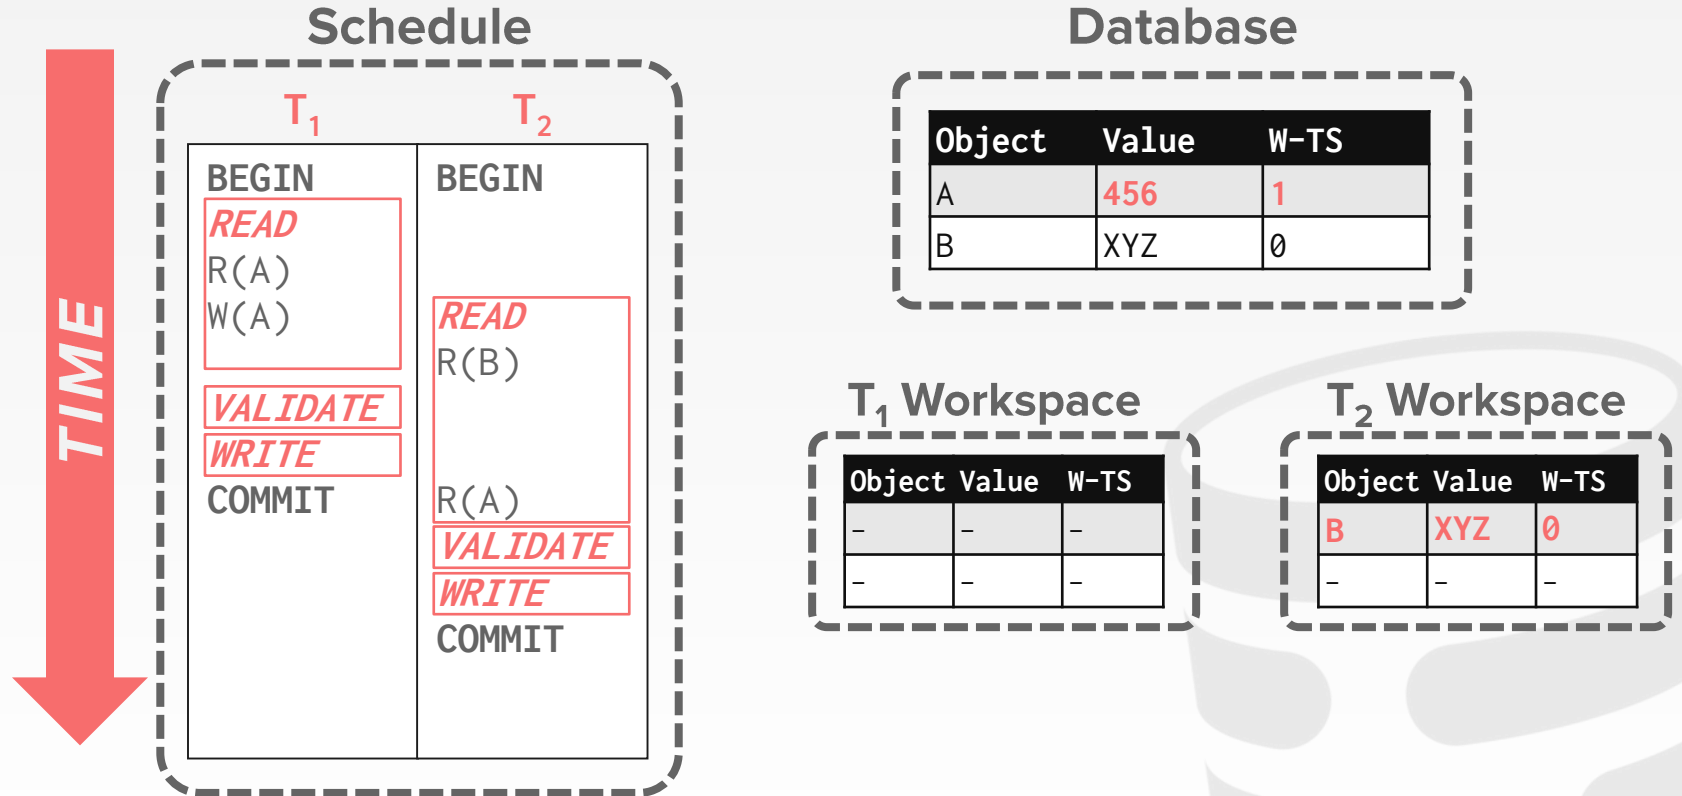 Schedule
TIME
T1 T2
BEGIN BEGIN
READ
R(A)
W(A) READ
R(B)
VALIDATE
WRITE
COMMIT R(A)
VALIDATE
WRITE
COMMIT
Database
Object Value W-TS
A 456 1
B XYZ 0
T1 Workspace
Object Value W-TS
- - -
- - -
T2 Workspace
Object Value W-TS
B XYZ 0
- - -